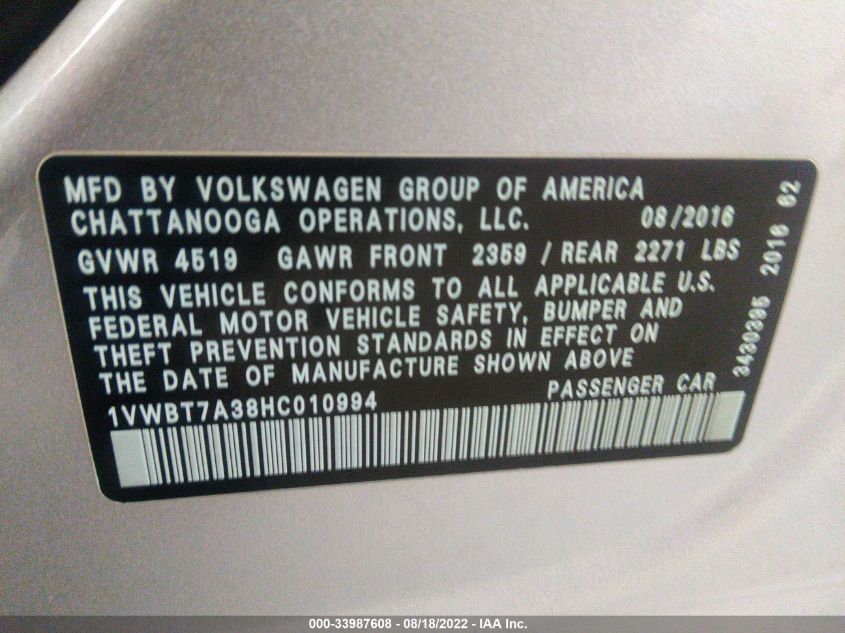 MFD BY VOLKSWAGEN GROUP OF AMERICA
CHATTANOOGA OPERATIONS, LLC. 08/2016
GVWR 4519 GAWR FRONT 2359 / REAR 2271 LBS
THIS VEHICLE CONFORMS TO ALL APPLICABLE U.S.
FEDERAL MOTOR VEHICLE SAFETY, BUMPER AND
THEFT PREVENTION STANDARDS IN EFFECT ON
THE DATE OF MANUFACTURE SHOWN ABOVE
PASSENGER CAR
1VWBT7A38HC010994
3430395 2016 62
000-33987608 - 08/18/2022 - IAA Inc.